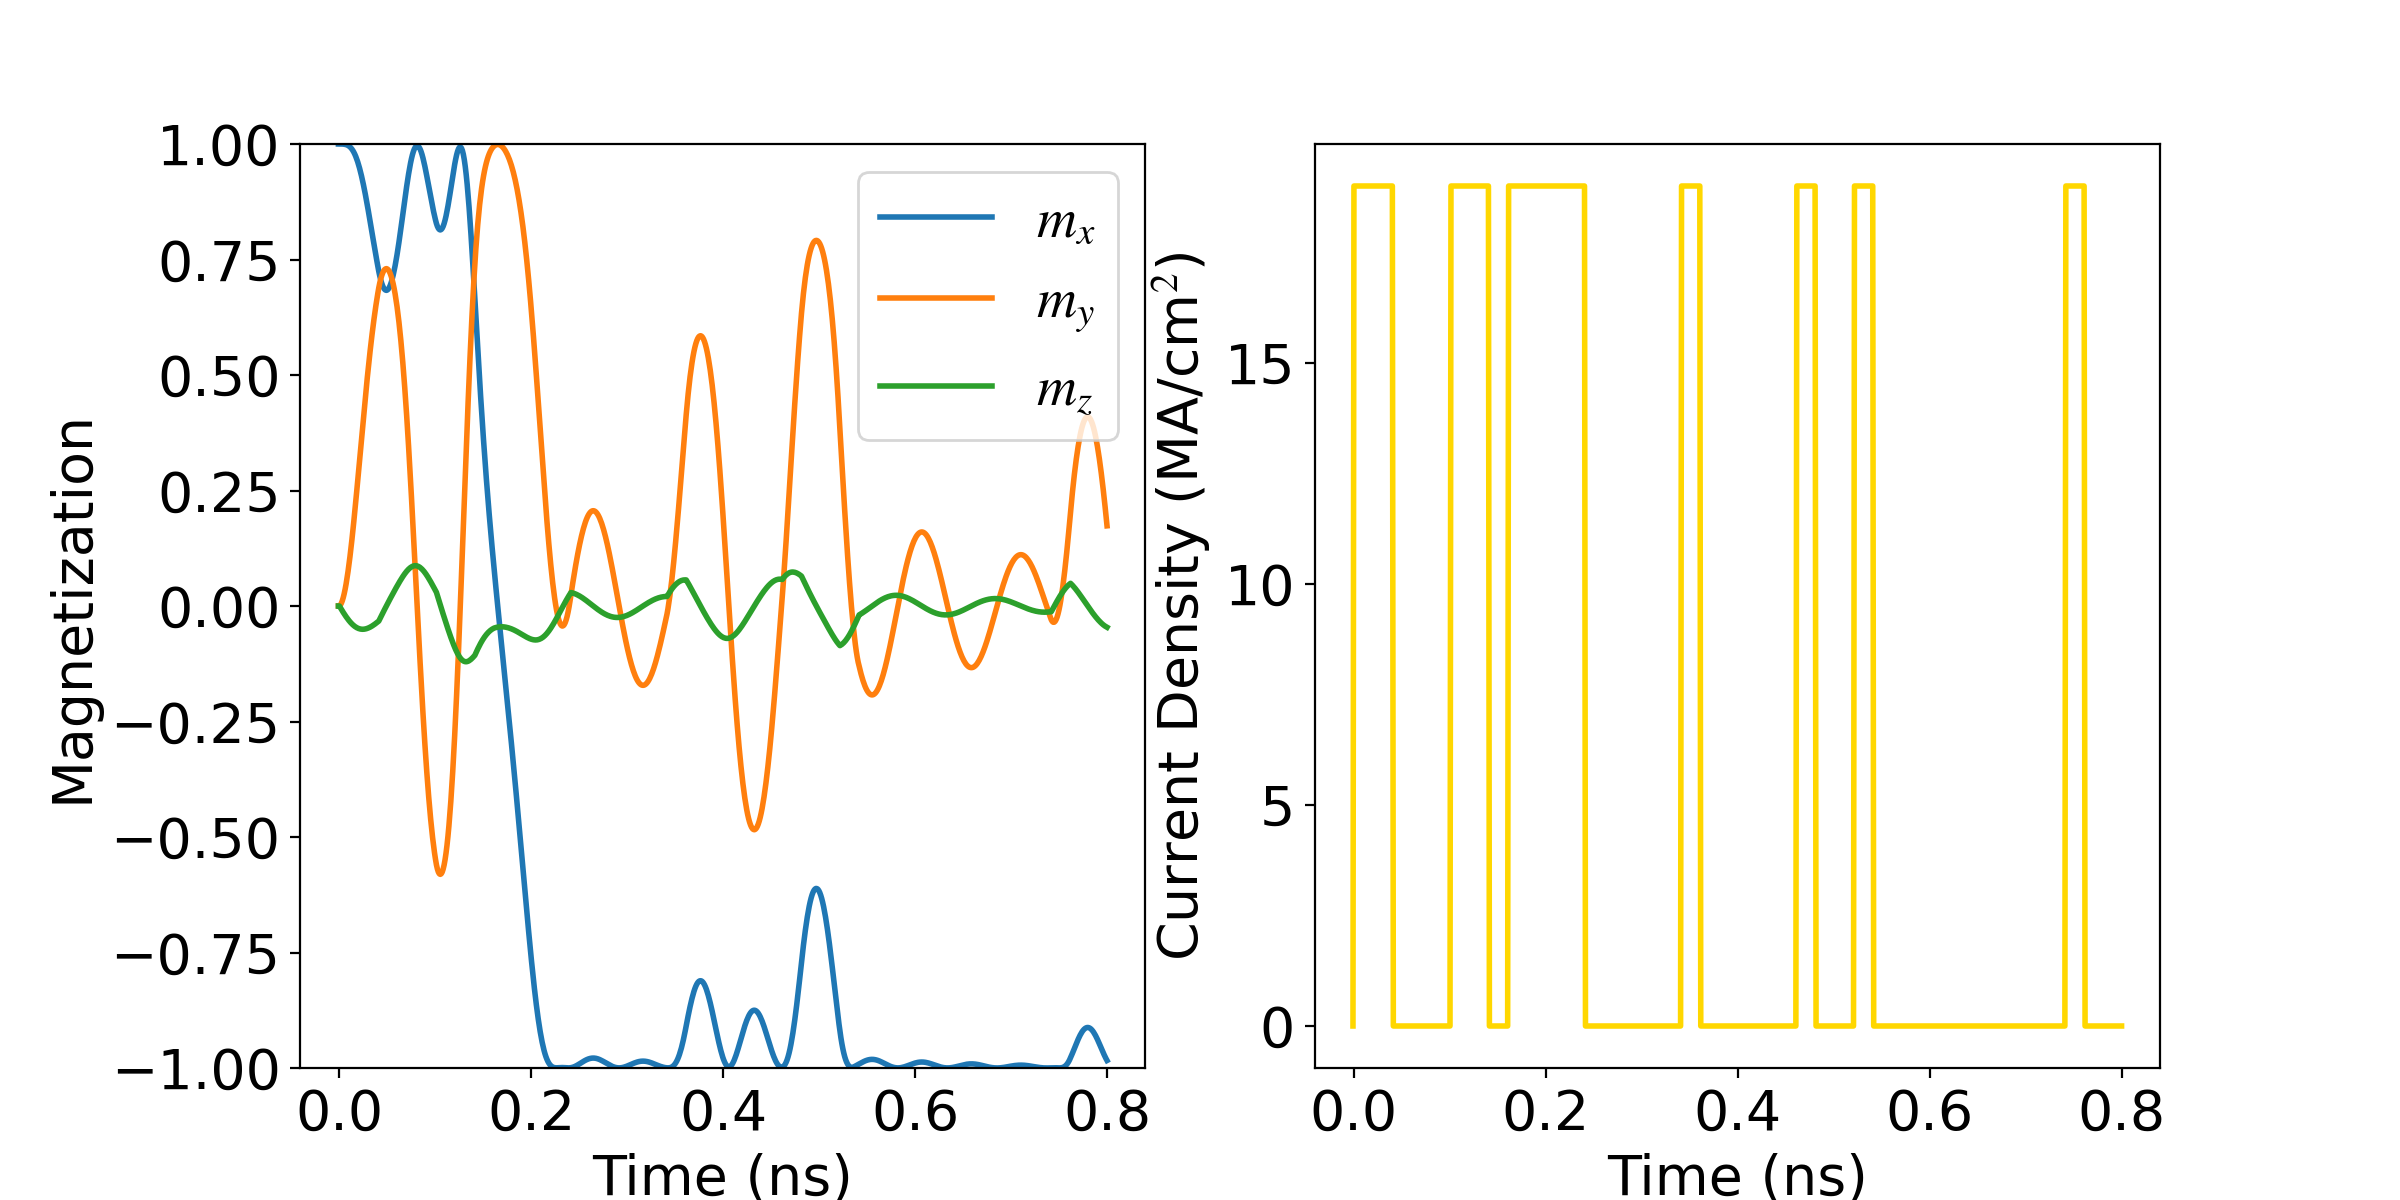 Magnetization
1.00
0.75
0.50
0.25
0.00
−0.25
−0.50
−0.75
−1.00
0.0 0.2 0.4 0.6 0.8
Time (ns)
m_x
m_y
m_z
Current Density (MA/cm²)
15
10
5
0
0.0 0.2 0.4 0.6 0.8
Time (ns)